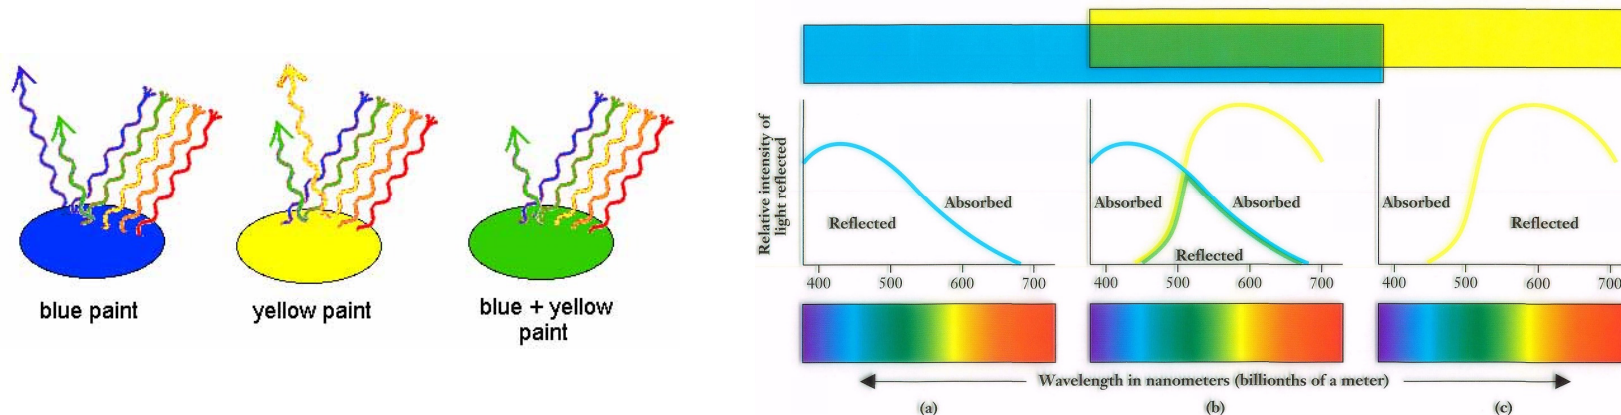 blue paint
yellow paint
blue + yellow
paint
Relative intensity of
light reflected
Reflected
Absorbed
400
500
600
700
Absorbed
Absorbed
Reflected
400
500
600
700
Absorbed
Reflected
400
500
600
700
Wavelength in nanometers (billionths of a meter)
(a)
(b)
(c)